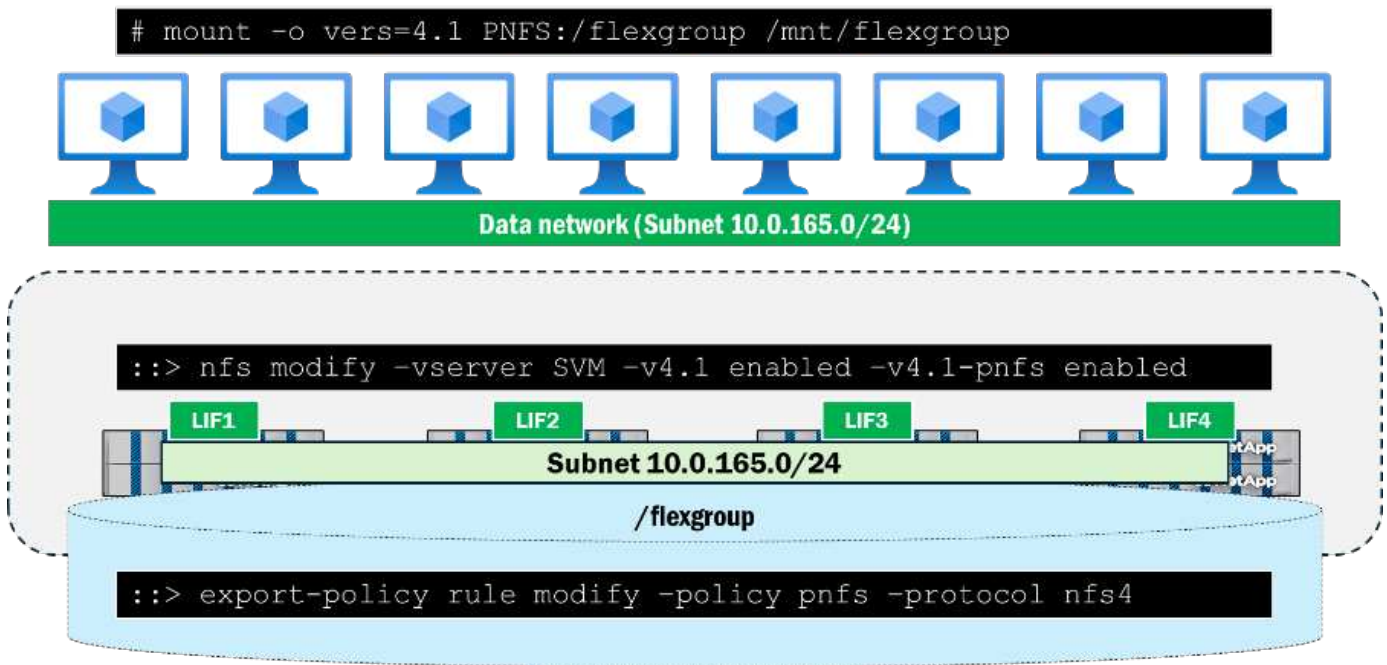 # mount -o vers=4.1 PNFS:/flexgroup /mnt/flexgroup
Data network (Subnet 10.0.165.0/24)
::> nfs modify -vserver SVM -v4.1 enabled -v4.1-pnfs enabled
LIF1
LIF2
LIF3
LIF4
Subnet 10.0.165.0/24
etApp
etApp
/flexgroup
::> export-policy rule modify -policy pnfs -protocol nfs4